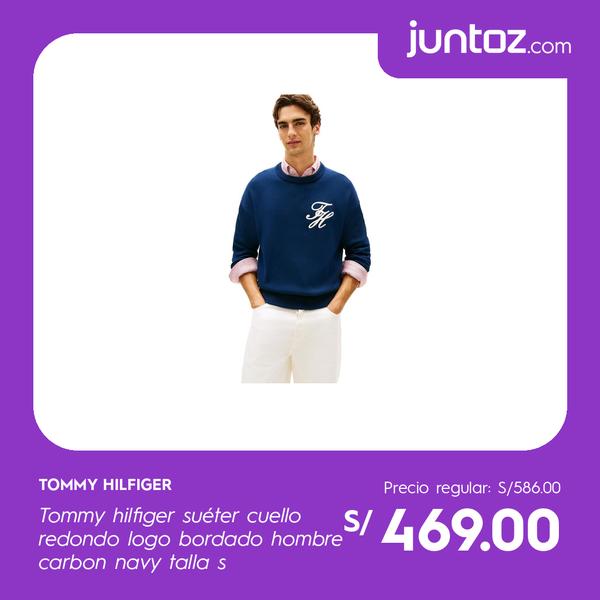 juntoz.com
TH
TOMMY HILFIGER
Tommy hilfiger suéter cuello
redondo logo bordado hombre
carbon navy talla s
Precio regular: S/586.00
S/ 469.00